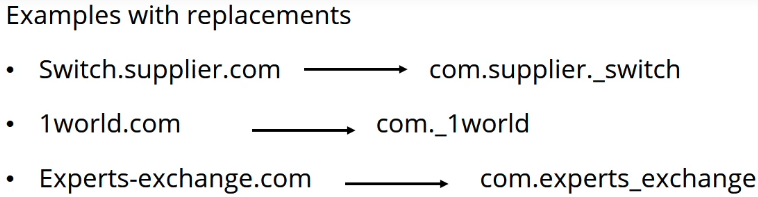 Examples with replacements
• Switch.supplier.com → com.supplier._switch
• 1world.com → com._1world
• Experts-exchange.com → com.experts_exchange